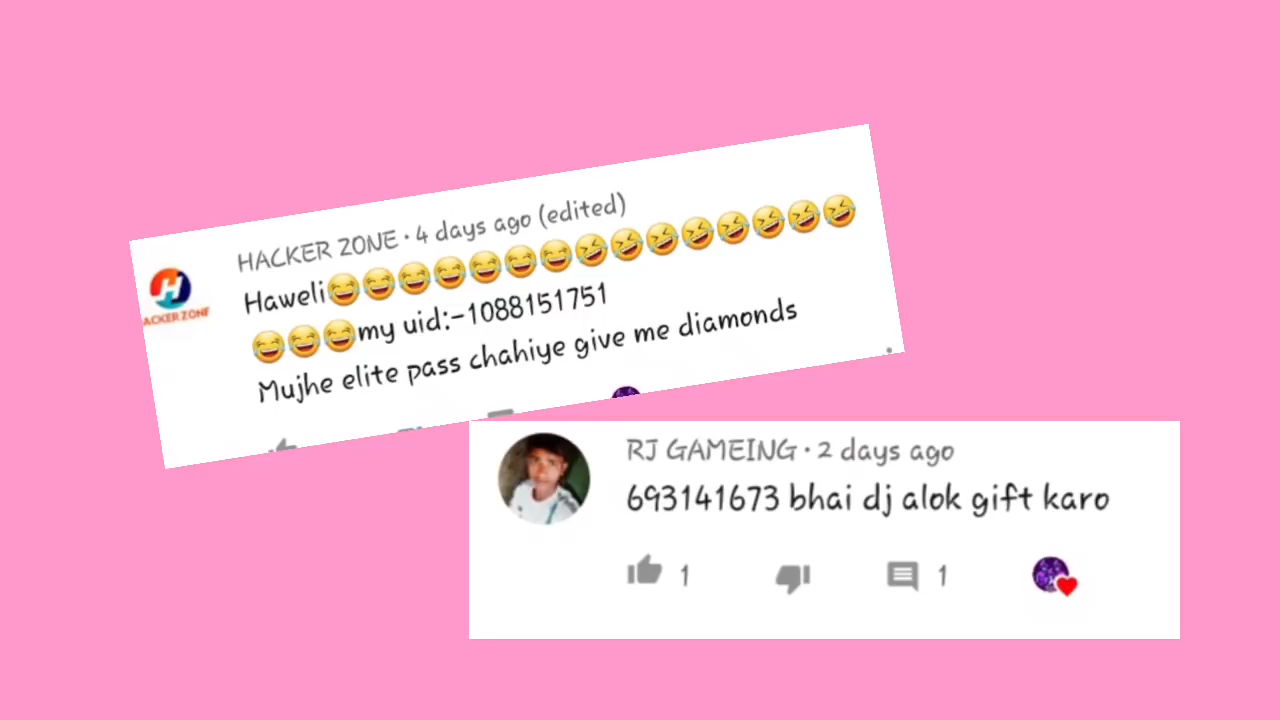 HACKER ZONE · 4 days ago (edited)
Haweli😂😂😂😂😂😂😂🤣🤣🤣🤣🤣🤣🤣🤣
😂😂😂my uid:-1088151751
Mujhe elite pass chahiye give me diamonds
ACKER ZONE
RJ GAMEING · 2 days ago
693141673 bhai dj alok gift karo
1
1